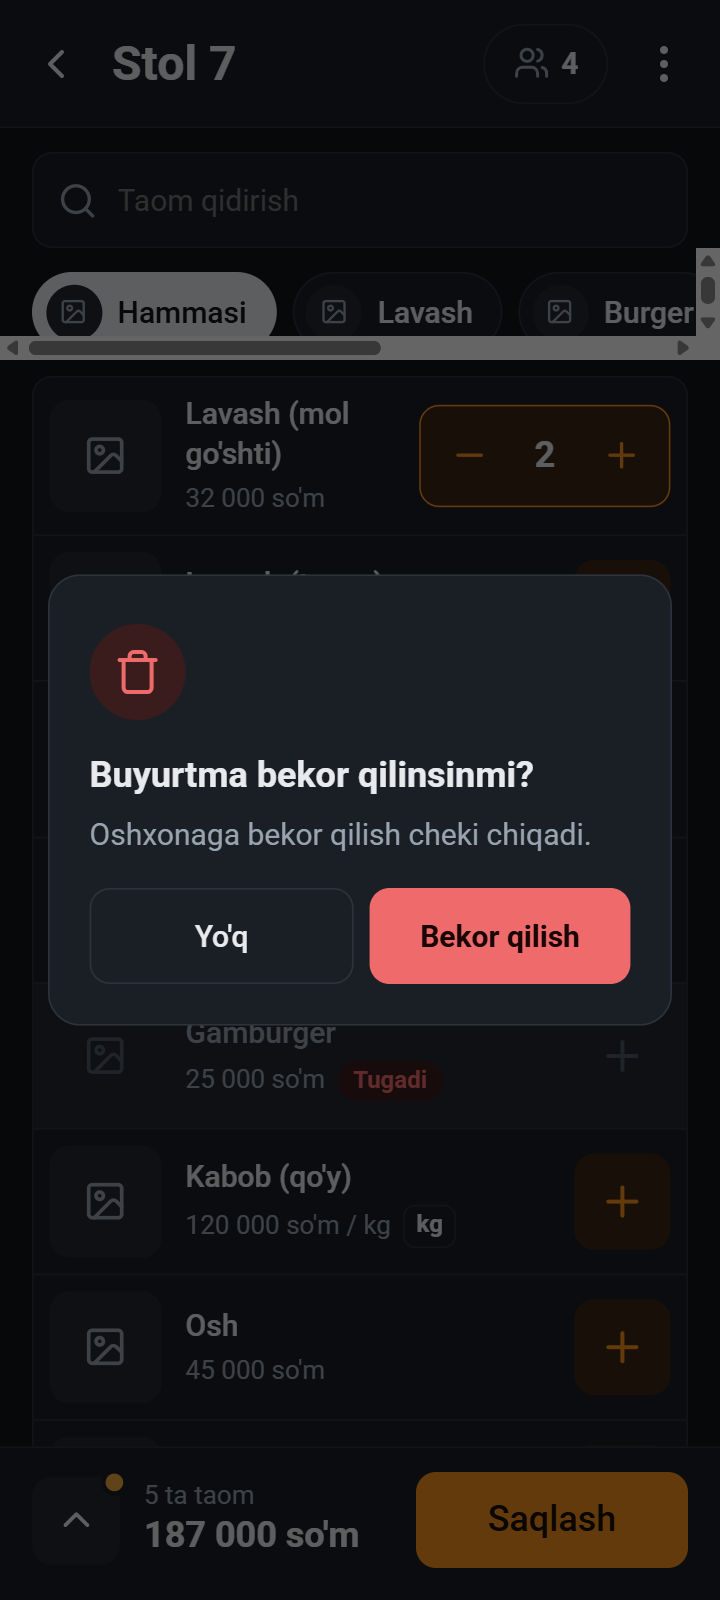 Stol 7
4
Taom qidirish
Hammasi
Lavash
Burger
Lavash (mol
go'shti)
32 000 so'm
2
Buyurtma bekor qilinsinmi?
Oshxonaga bekor qilish cheki chiqadi.
Yo'q
Bekor qilish
Gamburger
25 000 so'm
Tugadi
Kabob (qo'y)
120 000 so'm / kg
kg
Osh
45 000 so'm
5 ta taom
187 000 so'm
Saqlash